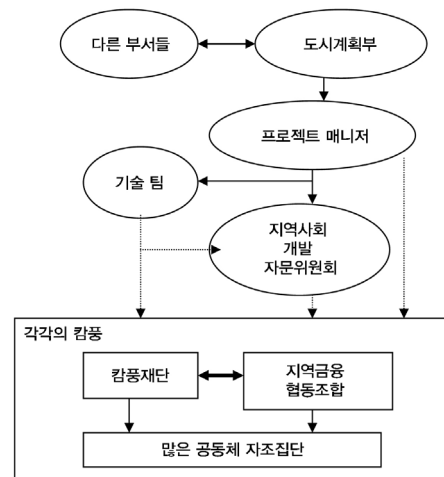 다른 부서들
도시계획부
프로젝트 매니저
기술 팀
지역사회
개발
자문위원회
각각의 캄풍
캄풍재단
지역금융
협동조합
많은 공동체 자조집단